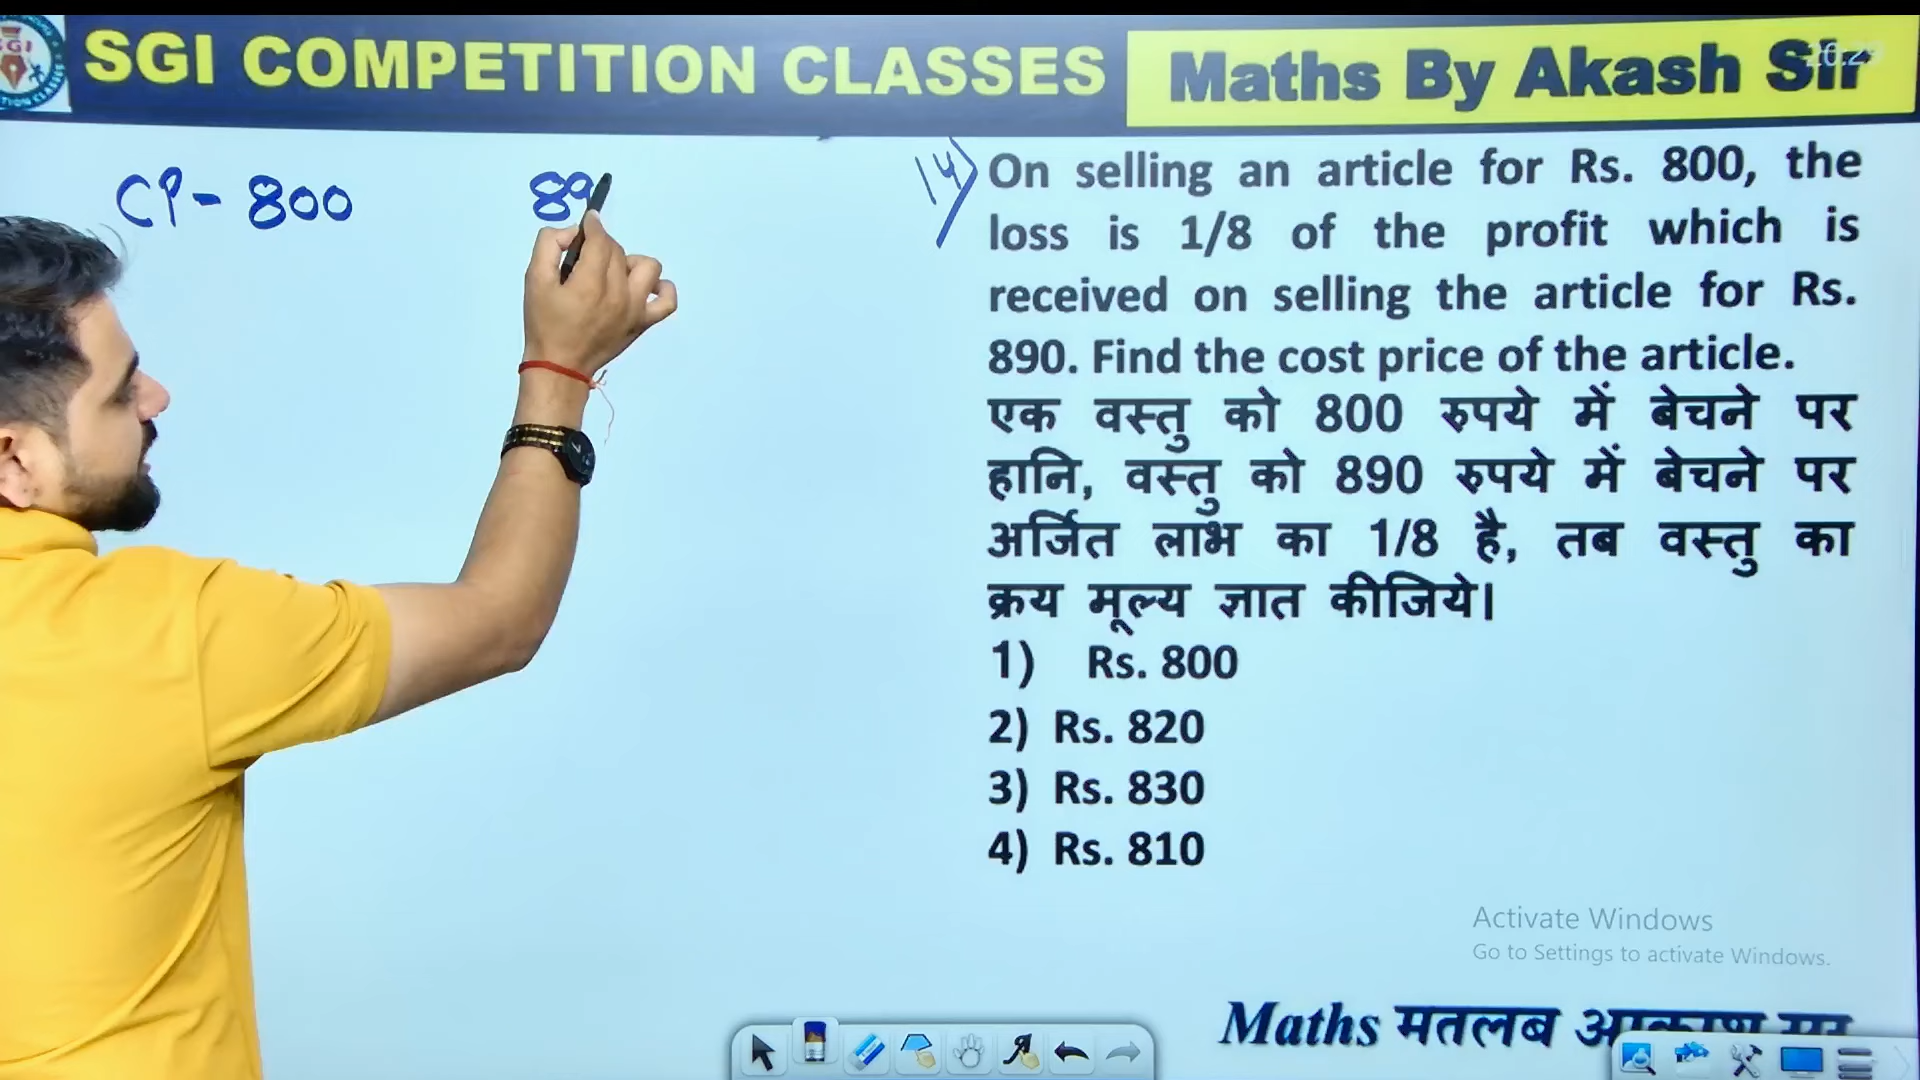 SGI COMPETITION CLASSES
Maths By Akash Sir
CP - 800 89
14) On selling an article for Rs. 800, the
loss is 1/8 of the profit which is
received on selling the article for Rs.
890. Find the cost price of the article.
एक वस्तु को 800 रुपये में बेचने पर
हानि, वस्तु को 890 रुपये में बेचने पर
अर्जित लाभ का 1/8 है, तब वस्तु का
क्रय मूल्य ज्ञात कीजिये।
1) Rs. 800
2) Rs. 820
3) Rs. 830
4) Rs. 810
Activate Windows
Go to Settings to activate Windows.
Maths मतलब आकाश सर